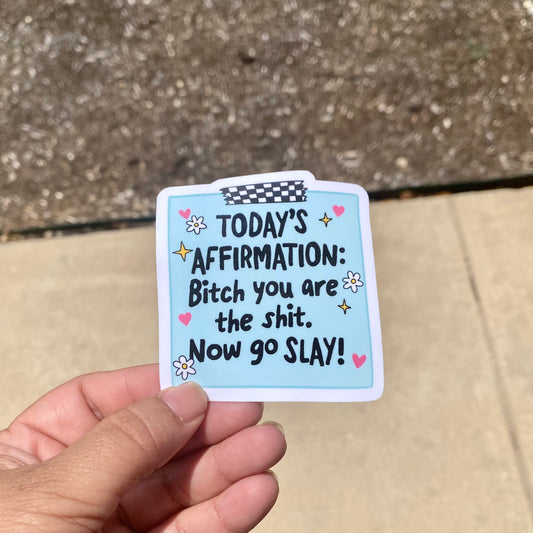 TODAY'S
AFFIRMATION:
Bitch you are
the shit.
Now go SLAY!